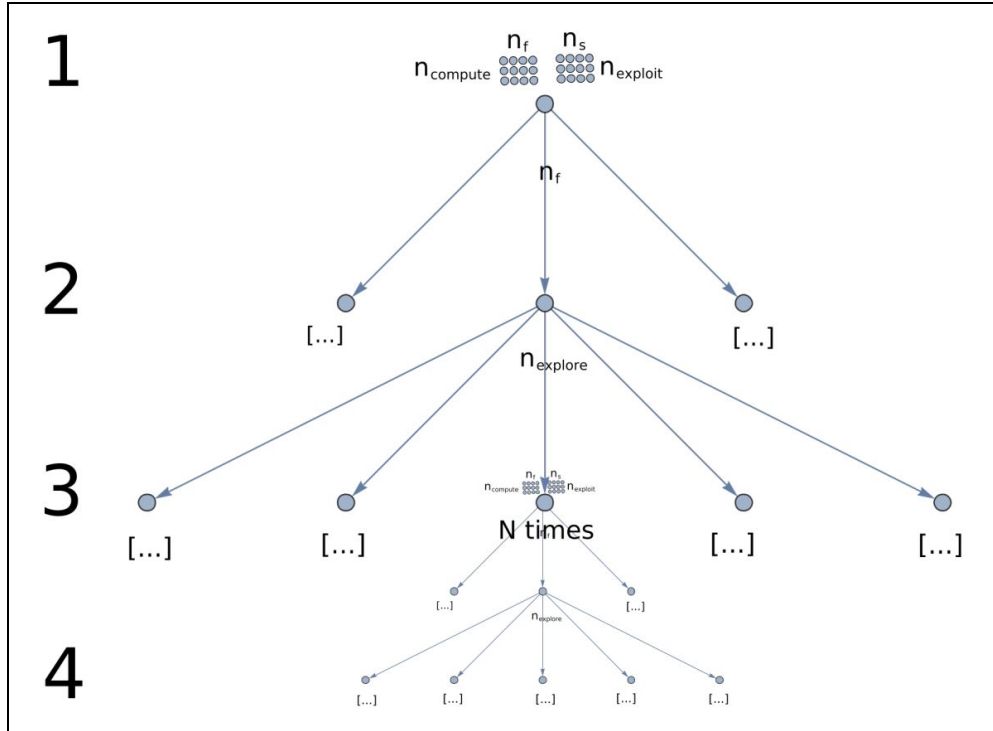 1
n_f n_s
n_compute n_exploit
n_f
2
[...] [...]
n_explore
3
n_f n_s
n_compute n_exploit
[...] [...] N times [...] [...]
[...] [...]
n_explore
4
[...] [...] [...] [...] [...]